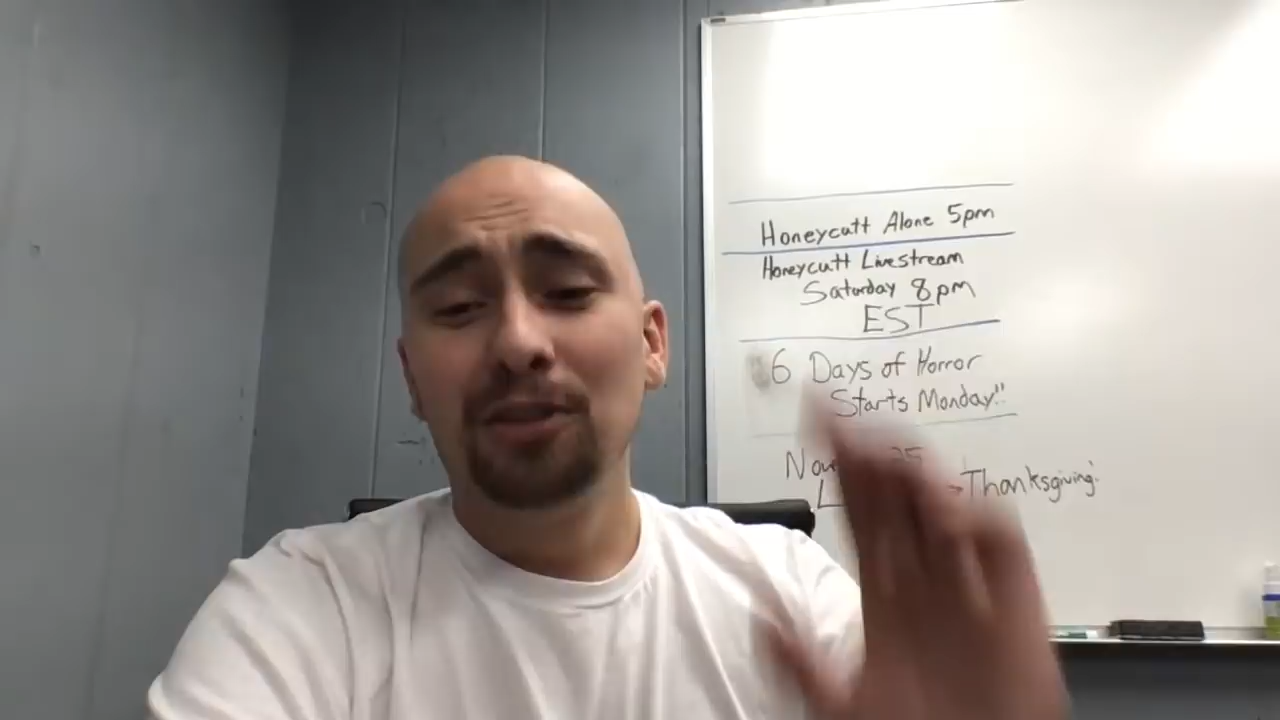 Honeycutt Alone 5pm
Honeycutt Livestream
Saturday 8pm
EST
6 Days of Horror
Starts Monday!!
Thanksgiving!